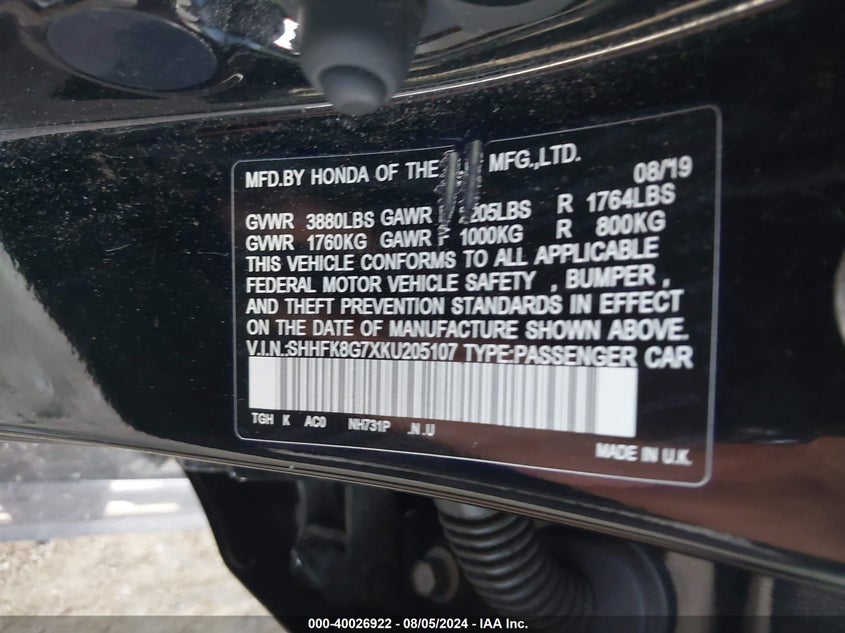 MFD.BY HONDA OF THE MFG.,LTD. 08/19
GVWR 3880LBS GAWR 205LBS R 1764LBS
GVWR 1760KG GAWR F 1000KG R 800KG
THIS VEHICLE CONFORMS TO ALL APPLICABLE
FEDERAL MOTOR VEHICLE SAFETY , BUMPER ,
AND THEFT PREVENTION STANDARDS IN EFFECT
ON THE DATE OF MANUFACTURE SHOWN ABOVE.
V.I.N.:SHHFK8G7XKU205107 TYPE:PASSENGER CAR
TGH K AC0 NH731P .N.U
MADE IN U.K.
000-40026922 - 08/05/2024 - IAA Inc.